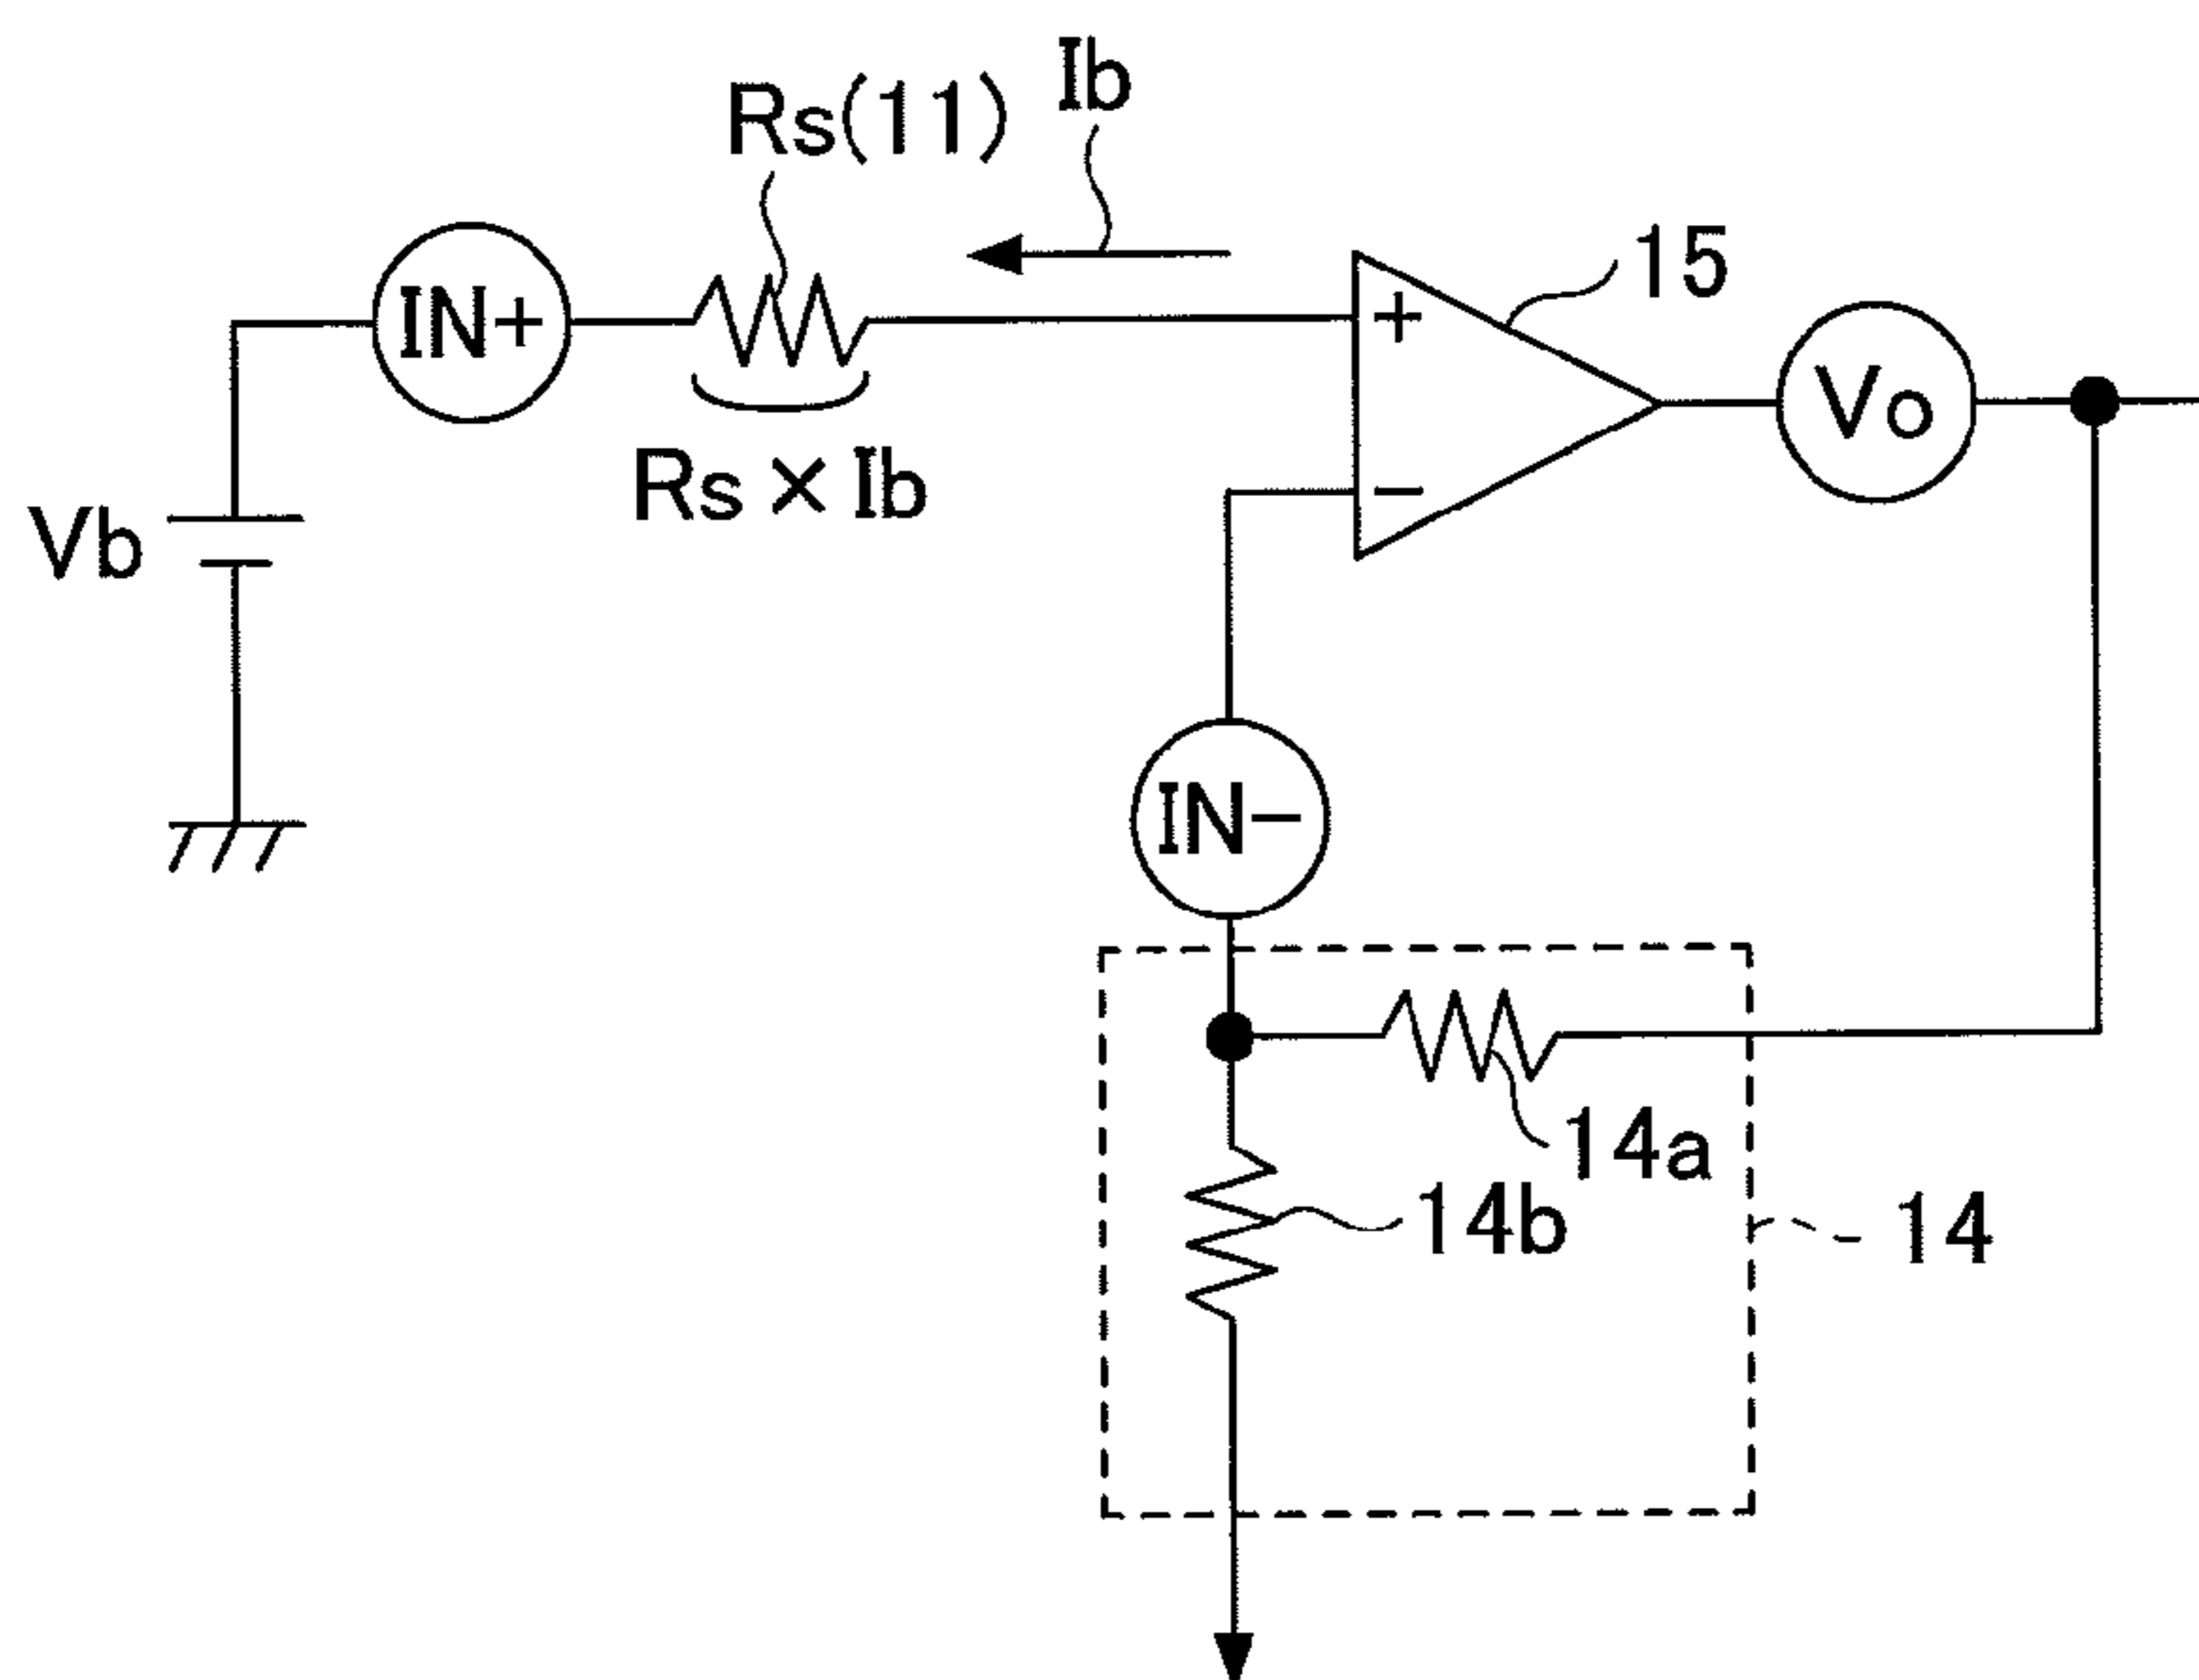 Rs(11)
Ib
15
IN+
+
Vo
Rs × Ib
−
Vb
IN−
14a
14b
14